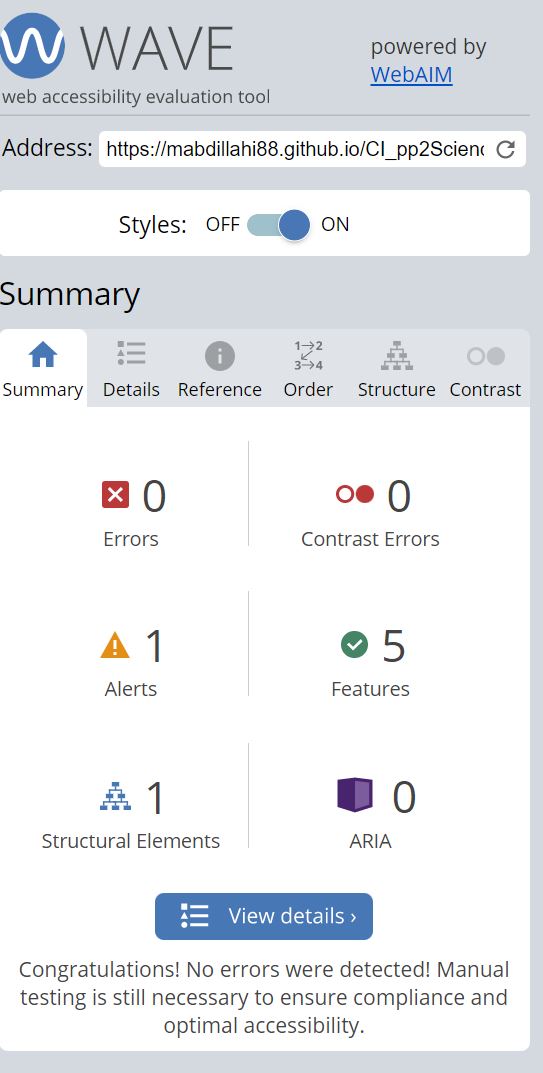 WAVE
powered by
WebAIM
web accessibility evaluation tool
Address: https://mabdillahi88.github.io/CI_pp2Scienc
Styles: OFF ON
Summary
1→2
3→4
Summary Details Reference Order Structure Contrast
0 0
Errors Contrast Errors
1 5
Alerts Features
1 0
Structural Elements ARIA
View details ›
Congratulations! No errors were detected! Manual
testing is still necessary to ensure compliance and
optimal accessibility.